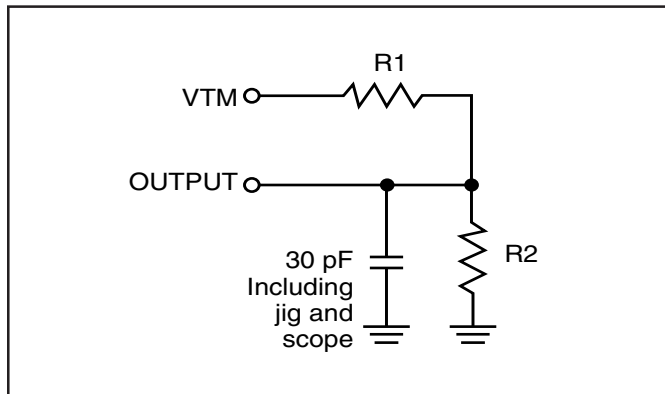 R1
VTM
OUTPUT
30 pF
Including
jig and
scope
R2